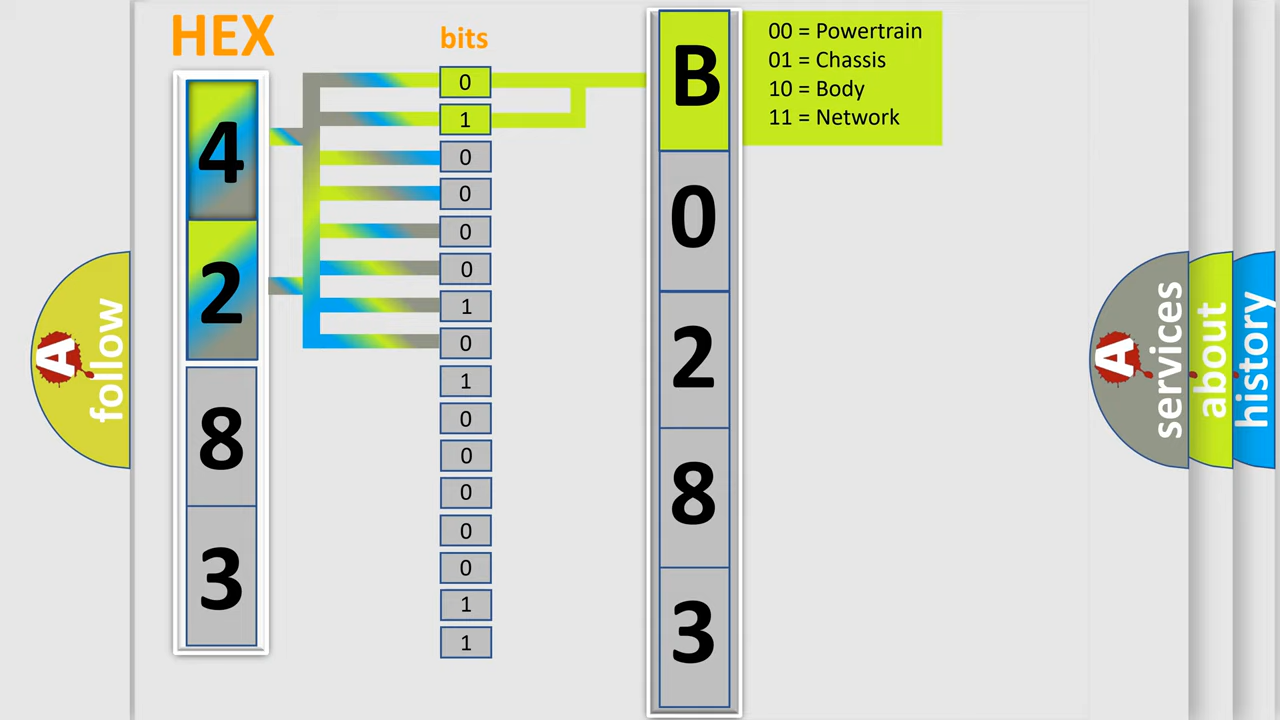 HEX
bits
4
2
8
3
0
1
0
0
0
0
1
0
1
0
0
0
0
0
1
1
B
0
2
8
3
00 = Powertrain
01 = Chassis
10 = Body
11 = Network
A
follow
A
services
about
history